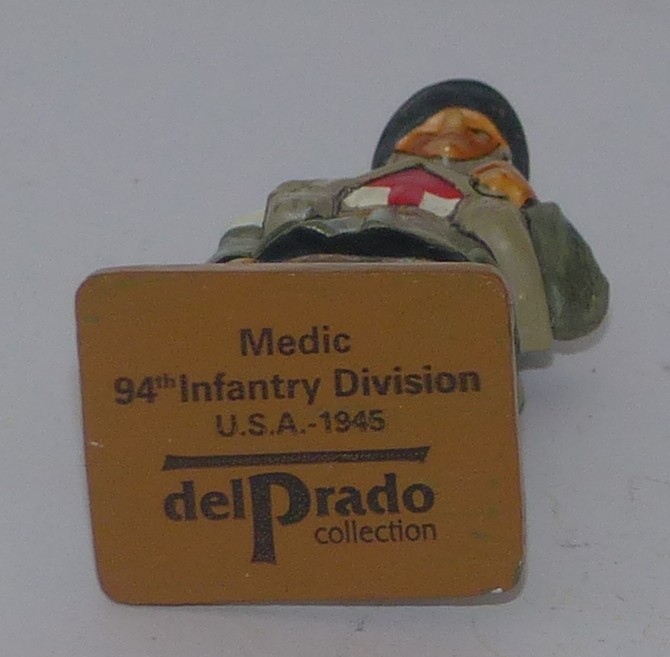 Medic
94th Infantry Division
U.S.A.-1945
delPrado
collection